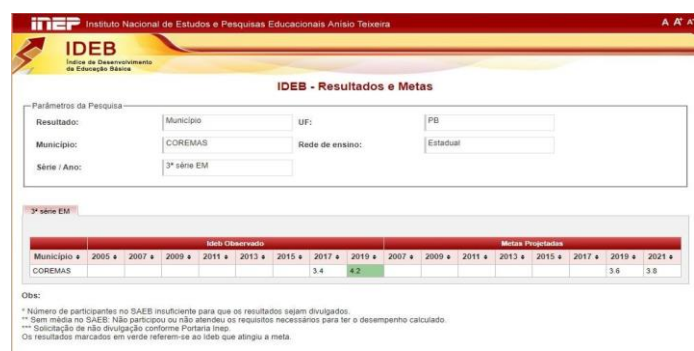 INEP Instituto Nacional de Estudos e Pesquisas Educacionais Anísio Teixeira A A+ A-
IDEB
Índice de Desenvolvimento
da Educação Básica
IDEB - Resultados e Metas
Parâmetros da Pesquisa
Resultado: Município UF: PB
Município: COREMAS Rede de ensino: Estadual
Série / Ano: 3ª série EM
3ª série EM
Ideb Observado Metas Projetadas
Município 2005 2007 2009 2011 2013 2015 2017 2019 2007 2009 2011 2013 2015 2017 2019 2021
COREMAS 3.4 4.2 3.6 3.8
Obs:
* Número de participantes no SAEB insuficiente para que os resultados sejam divulgados.
** Sem média no SAEB: Não participou ou não atendeu os requisitos necessários para ter o desempenho calculado.
*** Solicitação de não divulgação conforme Portaria Inep.
Os resultados marcados em verde referem-se ao Ideb que atingiu a meta.